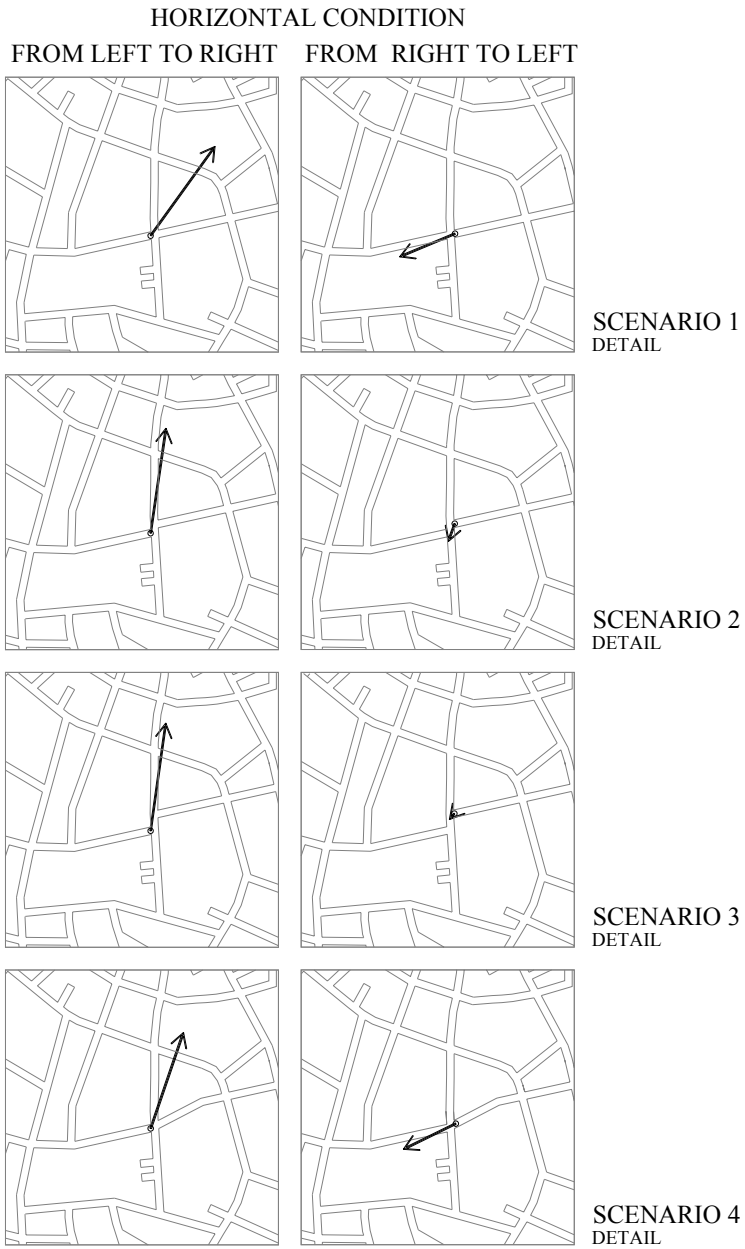 HORIZONTAL CONDITION
FROM LEFT TO RIGHT FROM RIGHT TO LEFT
SCENARIO 1
DETAIL
SCENARIO 2
DETAIL
SCENARIO 3
DETAIL
SCENARIO 4
DETAIL